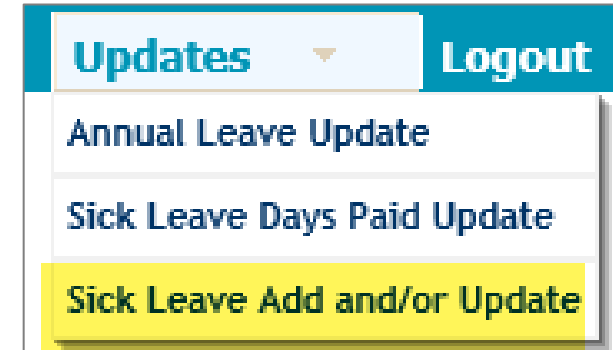 Updates Logout
Annual Leave Update
Sick Leave Days Paid Update
Sick Leave Add and/or Update